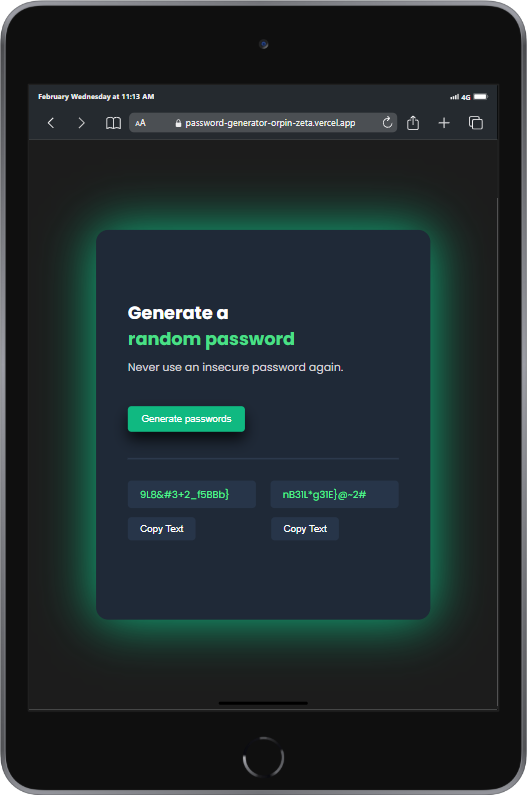 February Wednesday at 11:13 AM
4G
AA
password-generator-orpin-zeta.vercel.app
Generate a
random password
Never use an insecure password again.
Generate passwords
9L8&#3+2_f5BBb}
nB31L*g31E}@~2#
Copy Text
Copy Text